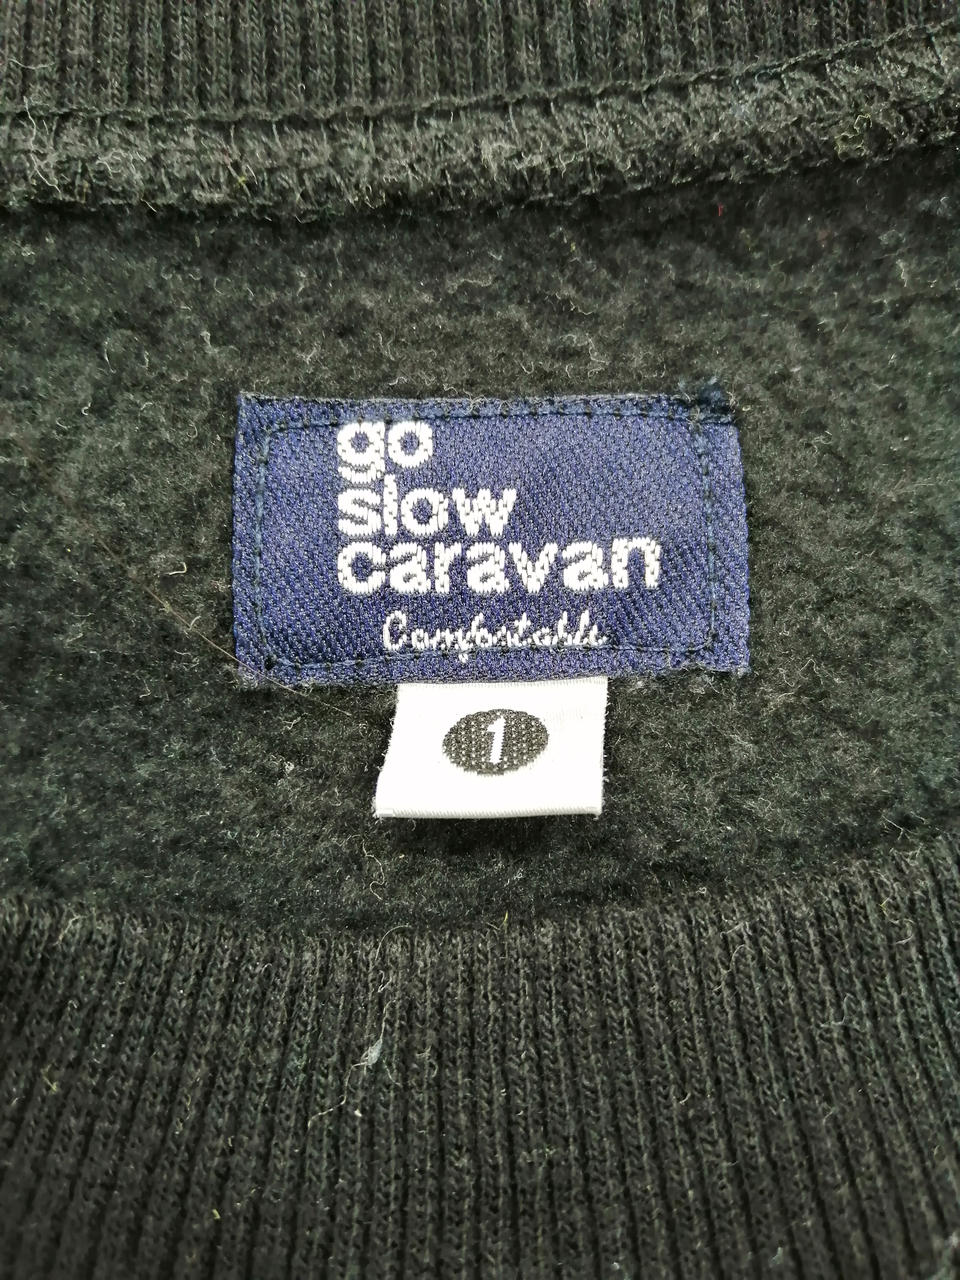 go
slow
caravan
Comfortable
1